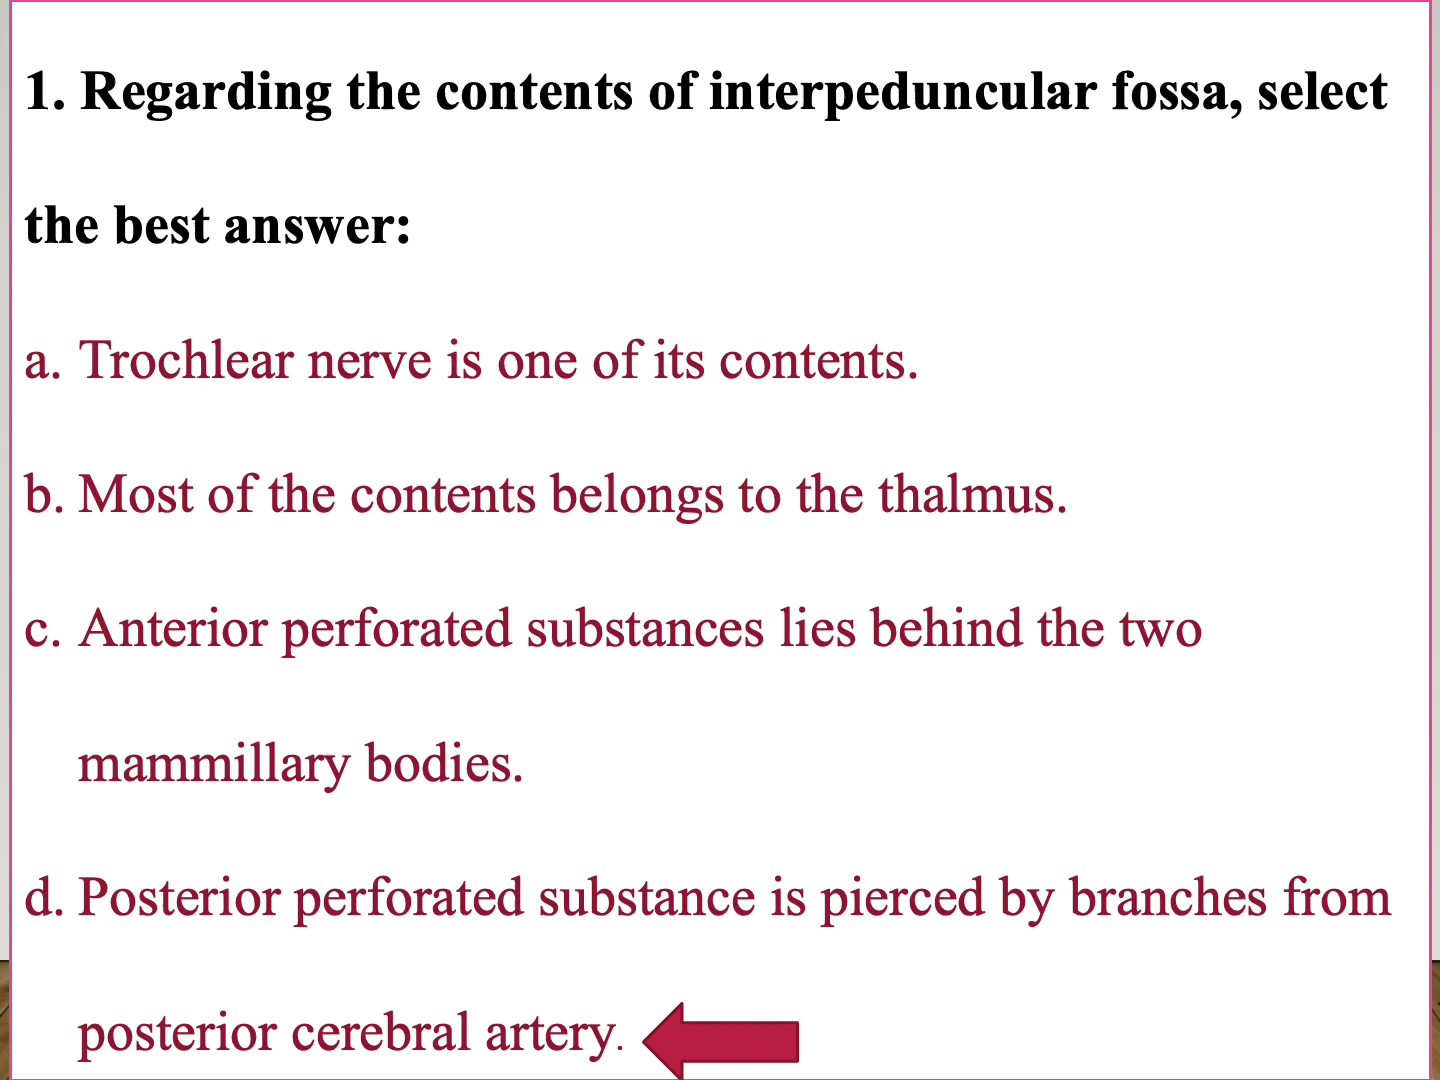 1. Regarding the contents of interpeduncular fossa, select
the best answer:
a. Trochlear nerve is one of its contents.
b. Most of the contents belongs to the thalmus.
c. Anterior perforated substances lies behind the two
mammillary bodies.
d. Posterior perforated substance is pierced by branches from
posterior cerebral artery.